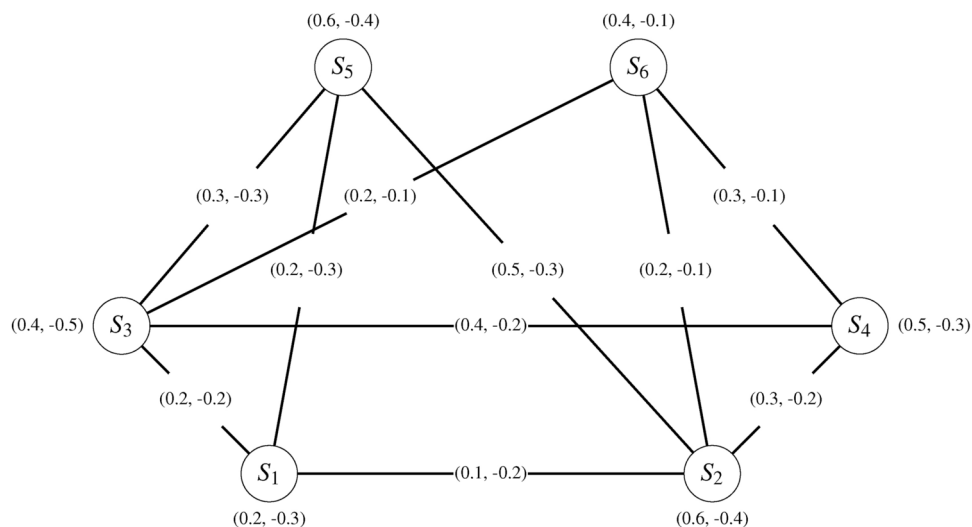 (0.6, -0.4)
(0.4, -0.1)
S5
S6
(0.3, -0.3)
(0.2, -0.1)
(0.3, -0.1)
(0.2, -0.3)
(0.5, -0.3)
(0.2, -0.1)
(0.4, -0.5)
S3
(0.4, -0.2)
S4
(0.5, -0.3)
(0.2, -0.2)
(0.3, -0.2)
S1
(0.1, -0.2)
S2
(0.2, -0.3)
(0.6, -0.4)